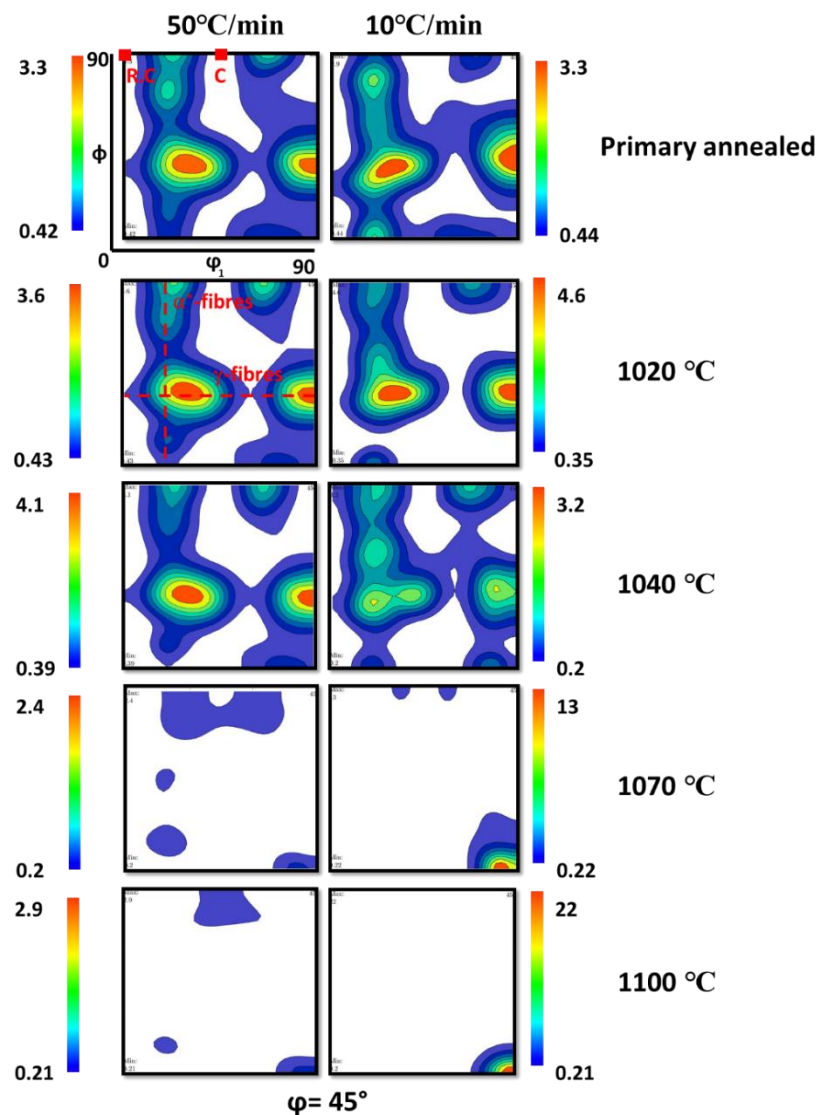 50°C/min 10°C/min
3.3 90 R.C C 3.3
ϕ Primary annealed
0.42 0.44
0 φ1 90
3.6 α*-fibres 4.6
γ-fibres 1020 °C
0.43 0.35
4.1 3.2
1040 °C
0.39 0.2
2.4 13
1070 °C
0.2 0.22
2.9 22
1100 °C
0.21 0.21
φ= 45°